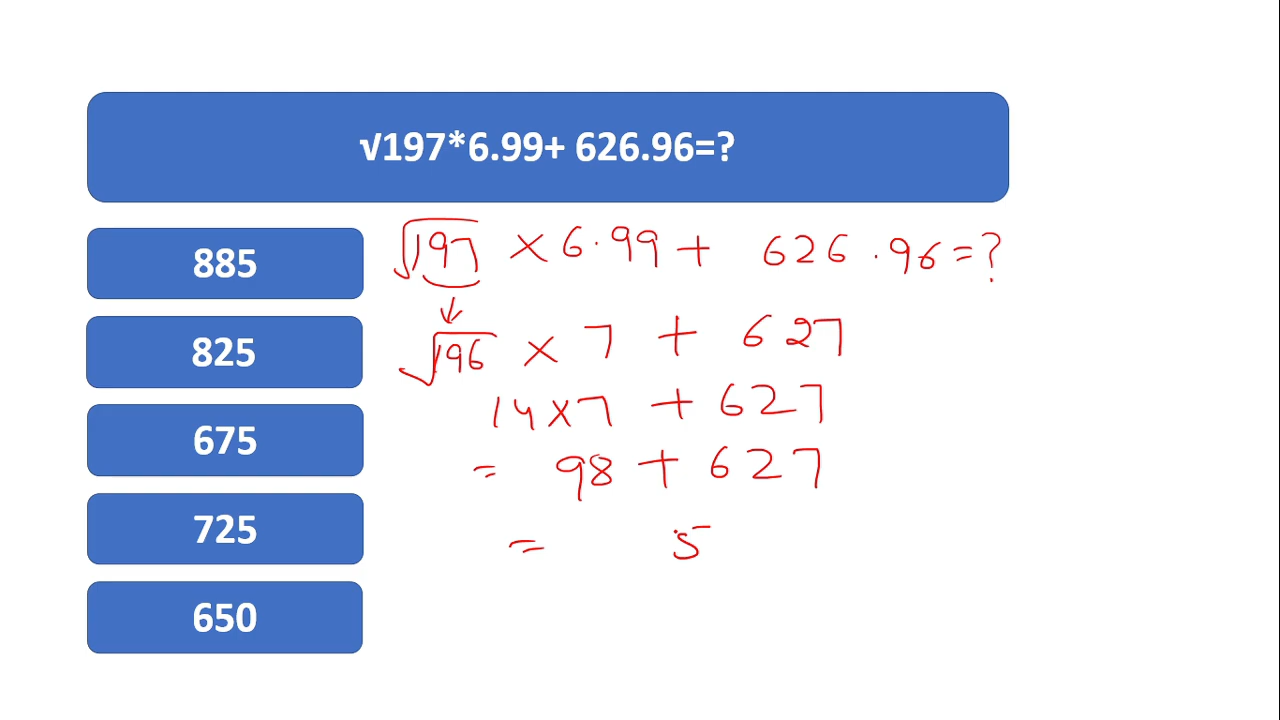 √197*6.99+ 626.96=?
885
825
675
725
650
√197 × 6.99 + 626.96=?
√196 × 7 + 627
14×7 + 627
= 98 + 627
= 5